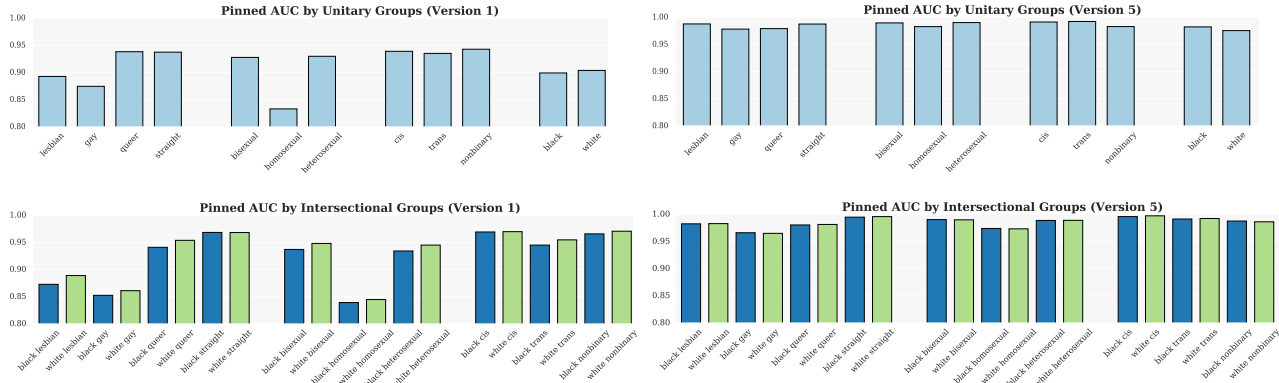 Pinned AUC by Unitary Groups (Version 1)
1.00
0.95
0.90
0.85
0.80
lesbian
gay
queer
straight
bisexual
homosexual
heterosexual
cis
trans
nonbinary
black
white
Pinned AUC by Unitary Groups (Version 5)
1.00
0.95
0.90
0.85
0.80
lesbian
gay
queer
straight
bisexual
homosexual
heterosexual
cis
trans
nonbinary
black
white
Pinned AUC by Intersectional Groups (Version 1)
1.00
0.95
0.90
0.85
0.80
black lesbian
white lesbian
black gay
white gay
black queer
white queer
black straight
white straight
black bisexual
white bisexual
black homosexual
white homosexual
black heterosexual
white heterosexual
black cis
white cis
black trans
white trans
black nonbinary
white nonbinary
Pinned AUC by Intersectional Groups (Version 5)
1.00
0.95
0.90
0.85
0.80
black lesbian
white lesbian
black gay
white gay
black queer
white queer
black straight
white straight
black bisexual
white bisexual
black homosexual
white homosexual
black heterosexual
white heterosexual
black cis
white cis
black trans
white trans
black nonbinary
white nonbinary